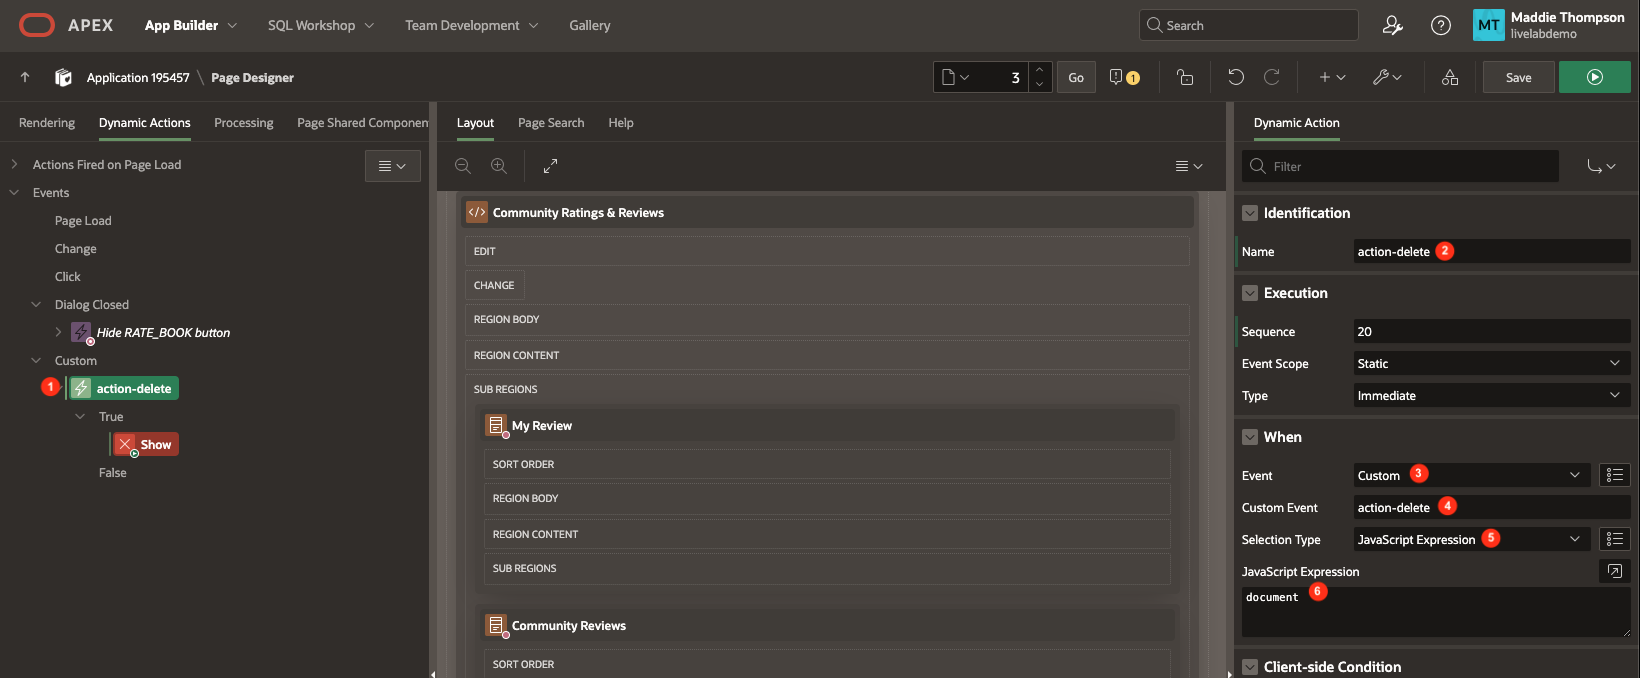 APEX App Builder SQL Workshop Team Development Gallery Search MT Maddie Thompson
livelabdemo
Application 195457 \ Page Designer 3 Go 1 Save
Rendering Dynamic Actions Processing Page Shared Componen
Actions Fired on Page Load
Events
Page Load
Change
Click
Dialog Closed
Hide RATE_BOOK button
Custom
1 action-delete
True
Show
False
Layout Page Search Help
Community Ratings & Reviews
EDIT
CHANGE
REGION BODY
REGION CONTENT
SUB REGIONS
My Review
SORT ORDER
REGION BODY
REGION CONTENT
SUB REGIONS
Community Reviews
SORT ORDER
Dynamic Action
Filter
Identification
Name action-delete 2
Execution
Sequence 20
Event Scope Static
Type Immediate
When
Event Custom 3
Custom Event action-delete 4
Selection Type JavaScript Expression 5
JavaScript Expression
document 6
Client-side Condition